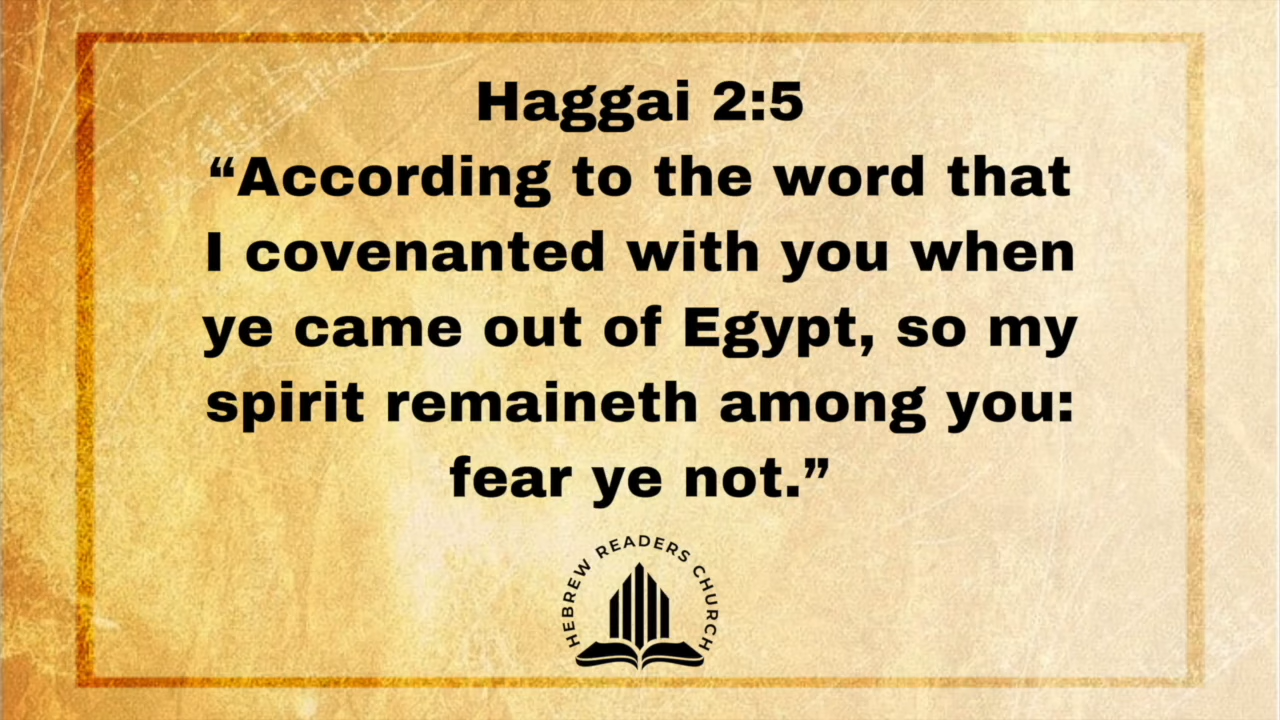 Haggai 2:5
“According to the word that
I covenanted with you when
ye came out of Egypt, so my
spirit remaineth among you:
fear ye not.”
HEBREW READERS CHURCH